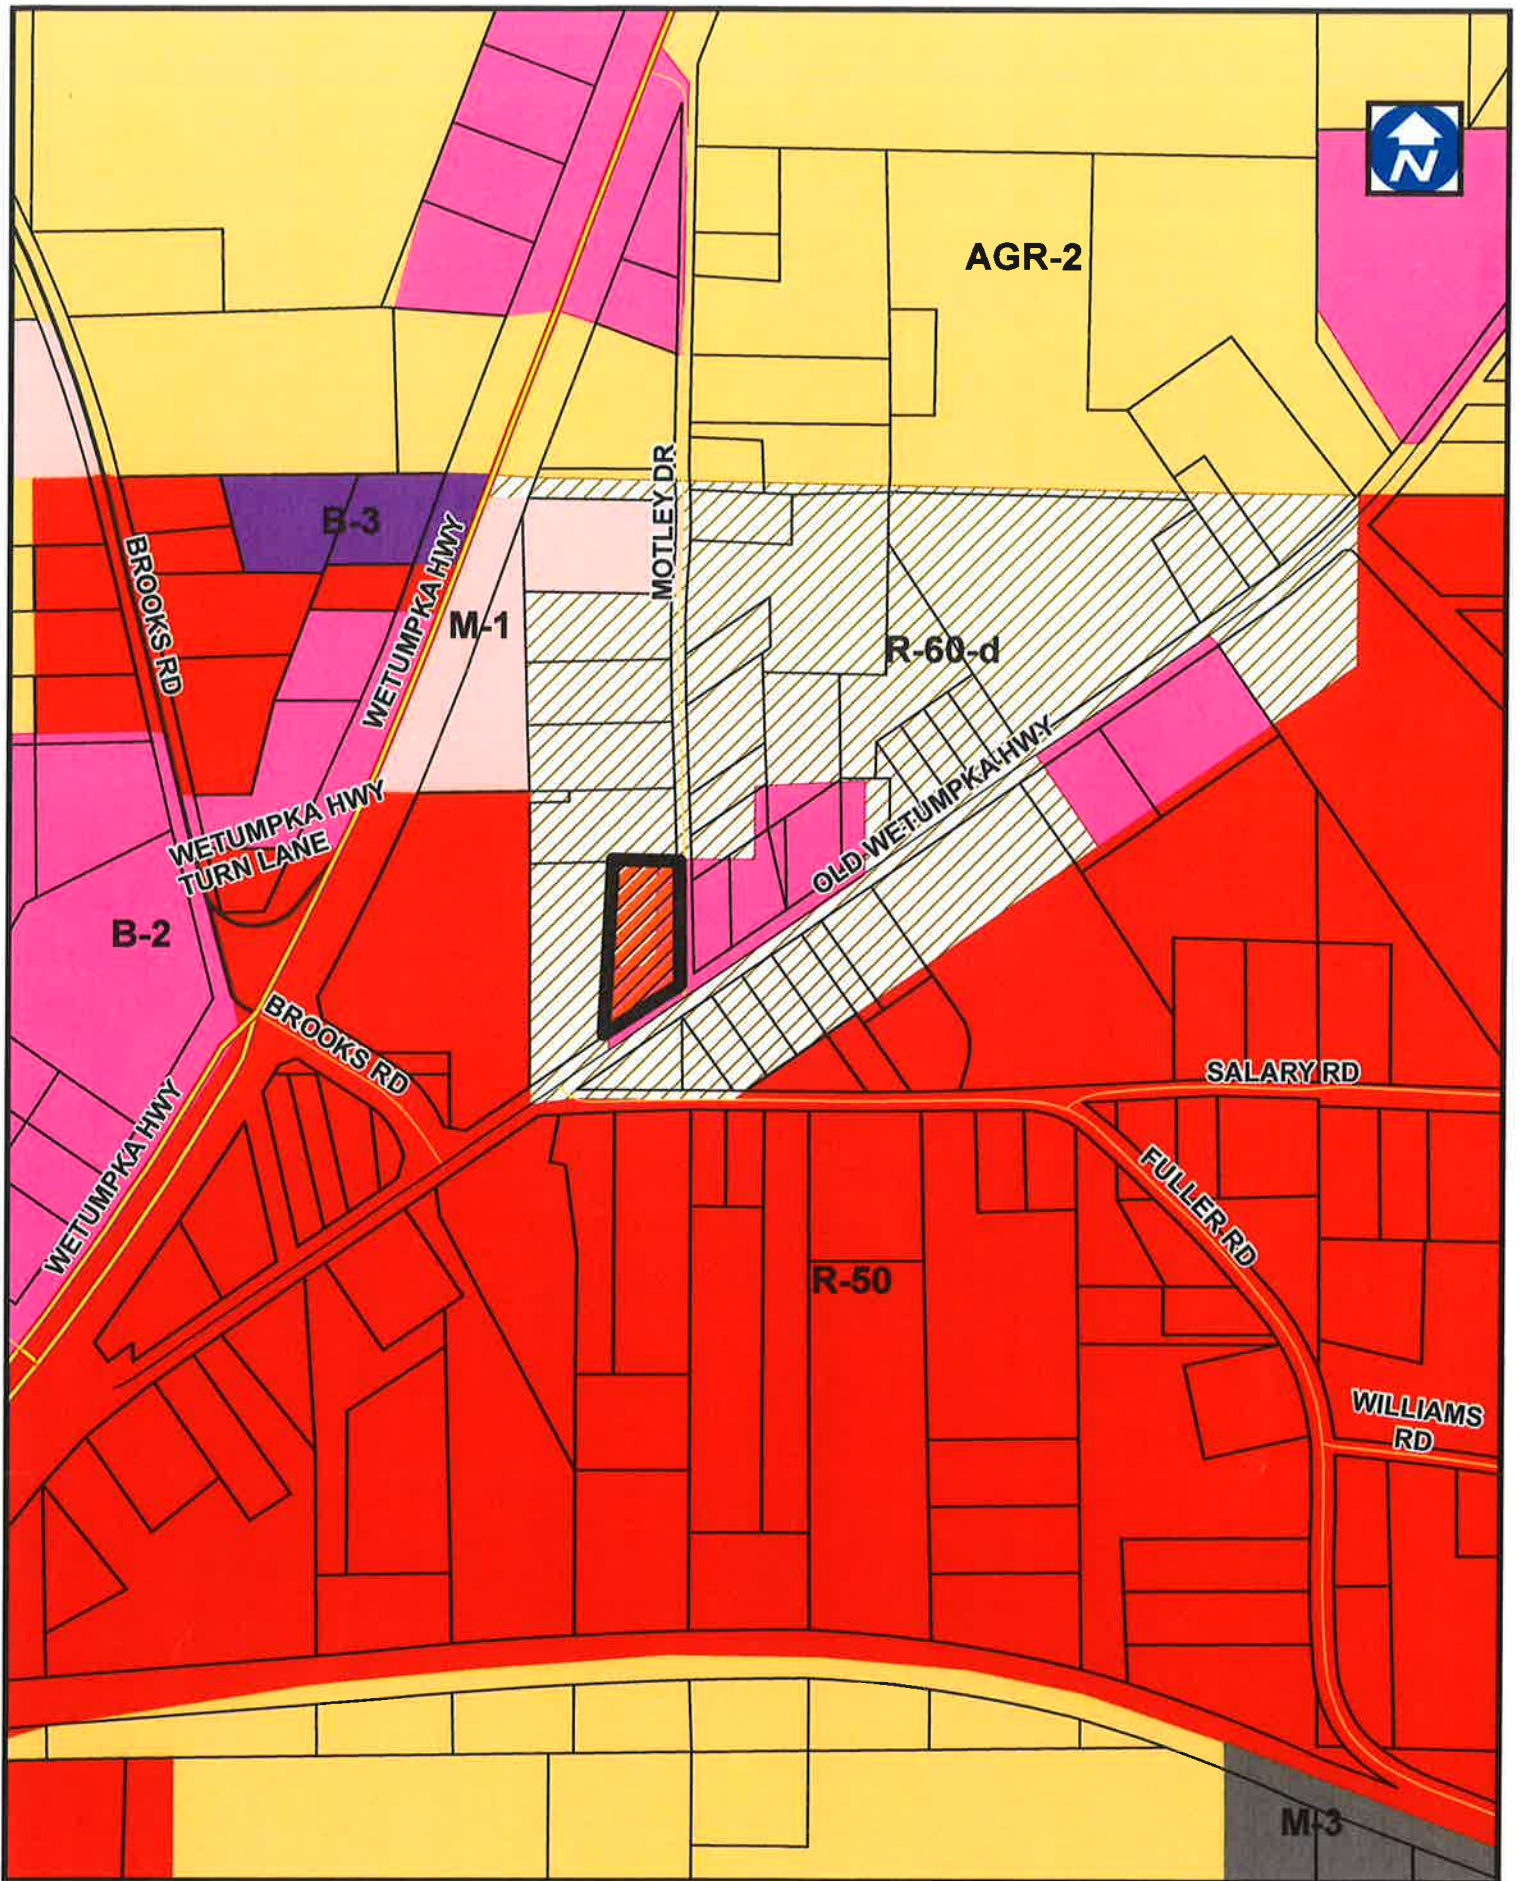 N
AGR-2
MOTLEY DR
B-3
BROOKS RD
WETUMPKA HWY
M-1
R-60-d
OLD WETUMPKA HWY
WETUMPKA HWY
TURN LANE
B-2
BROOKS RD
SALARY RD
WETUMPKA HWY
FULLER RD
R-50
WILLIAMS
RD
M-3